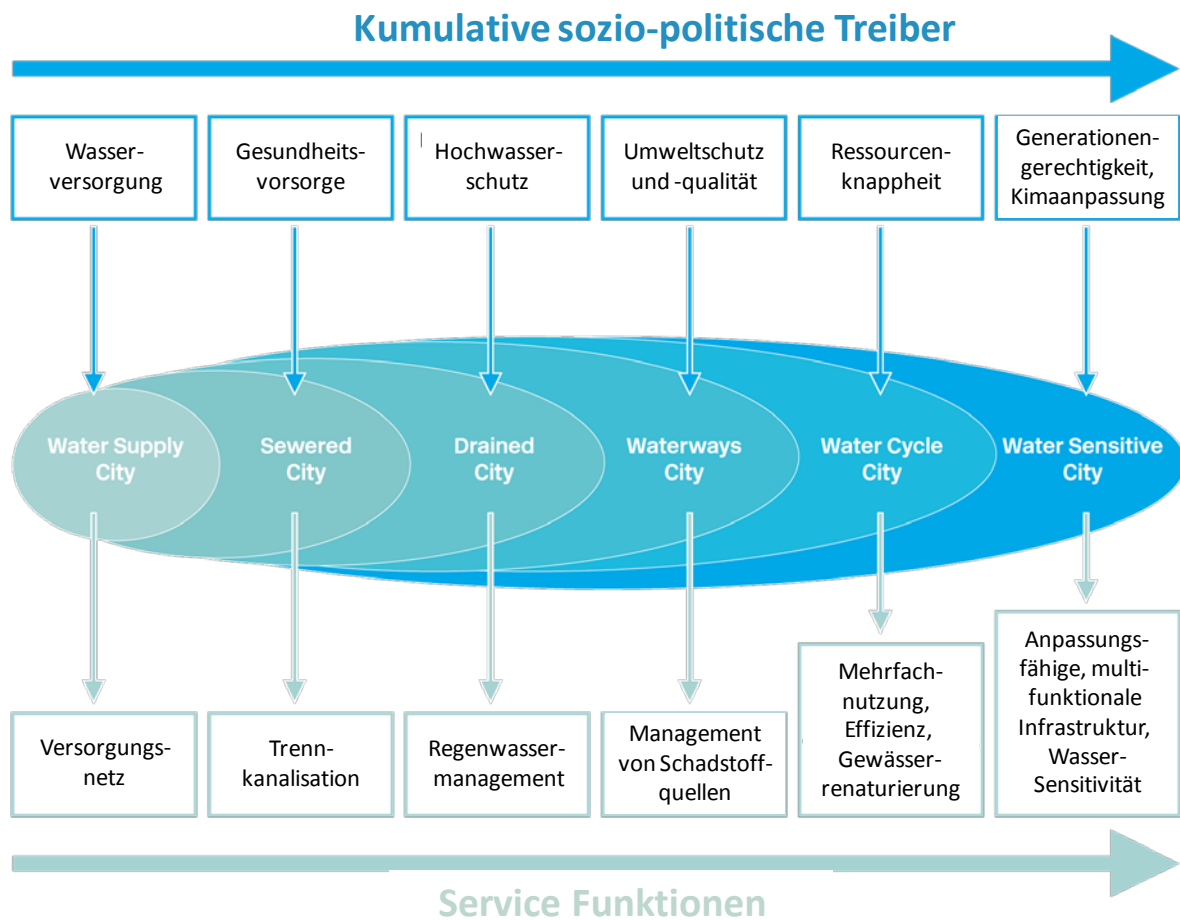 Kumulative sozio-politische Treiber
Wasser-
versorgung
Gesundheits-
vorsorge
Hochwasser-
schutz
Umweltschutz
und -qualität
Ressourcen-
knappheit
Generationen-
gerechtigkeit,
Kimaanpassung
Water Supply
City
Sewered
City
Drained
City
Waterways
City
Water Cycle
City
Water Sensitive
City
Versorgungs-
netz
Trenn-
kanalisation
Regenwasser-
management
Management
von Schadstoff-
quellen
Mehrfach-
nutzung,
Effizienz,
Gewässer-
renaturierung
Anpassungs-
fähige, multi-
funktionale
Infrastruktur,
Wasser-
Sensitivität
Service Funktionen